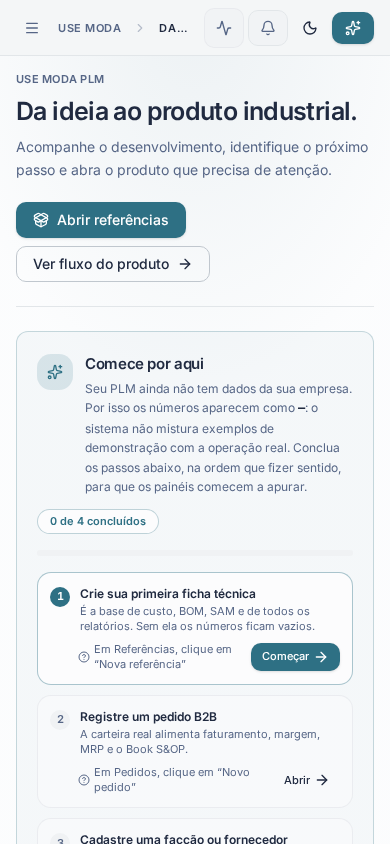 USE MODA > DA...
USE MODA PLM
Da ideia ao produto industrial.
Acompanhe o desenvolvimento, identifique o próximo
passo e abra o produto que precisa de atenção.
Abrir referências
Ver fluxo do produto →
Comece por aqui
Seu PLM ainda não tem dados da sua empresa.
Por isso os números aparecem como —: o
sistema não mistura exemplos de
demonstração com a operação real. Conclua
os passos abaixo, na ordem que fizer sentido,
para que os painéis comecem a apurar.
0 de 4 concluídos
1 Crie sua primeira ficha técnica
É a base de custo, BOM, SAM e de todos os
relatórios. Sem ela os números ficam vazios.
Em Referências, clique em
“Nova referência”
Começar →
2 Registre um pedido B2B
A carteira real alimenta faturamento, margem,
MRP e o Book S&OP.
Em Pedidos, clique em “Novo
pedido”
Abrir →
3 Cadastre uma facção ou fornecedor